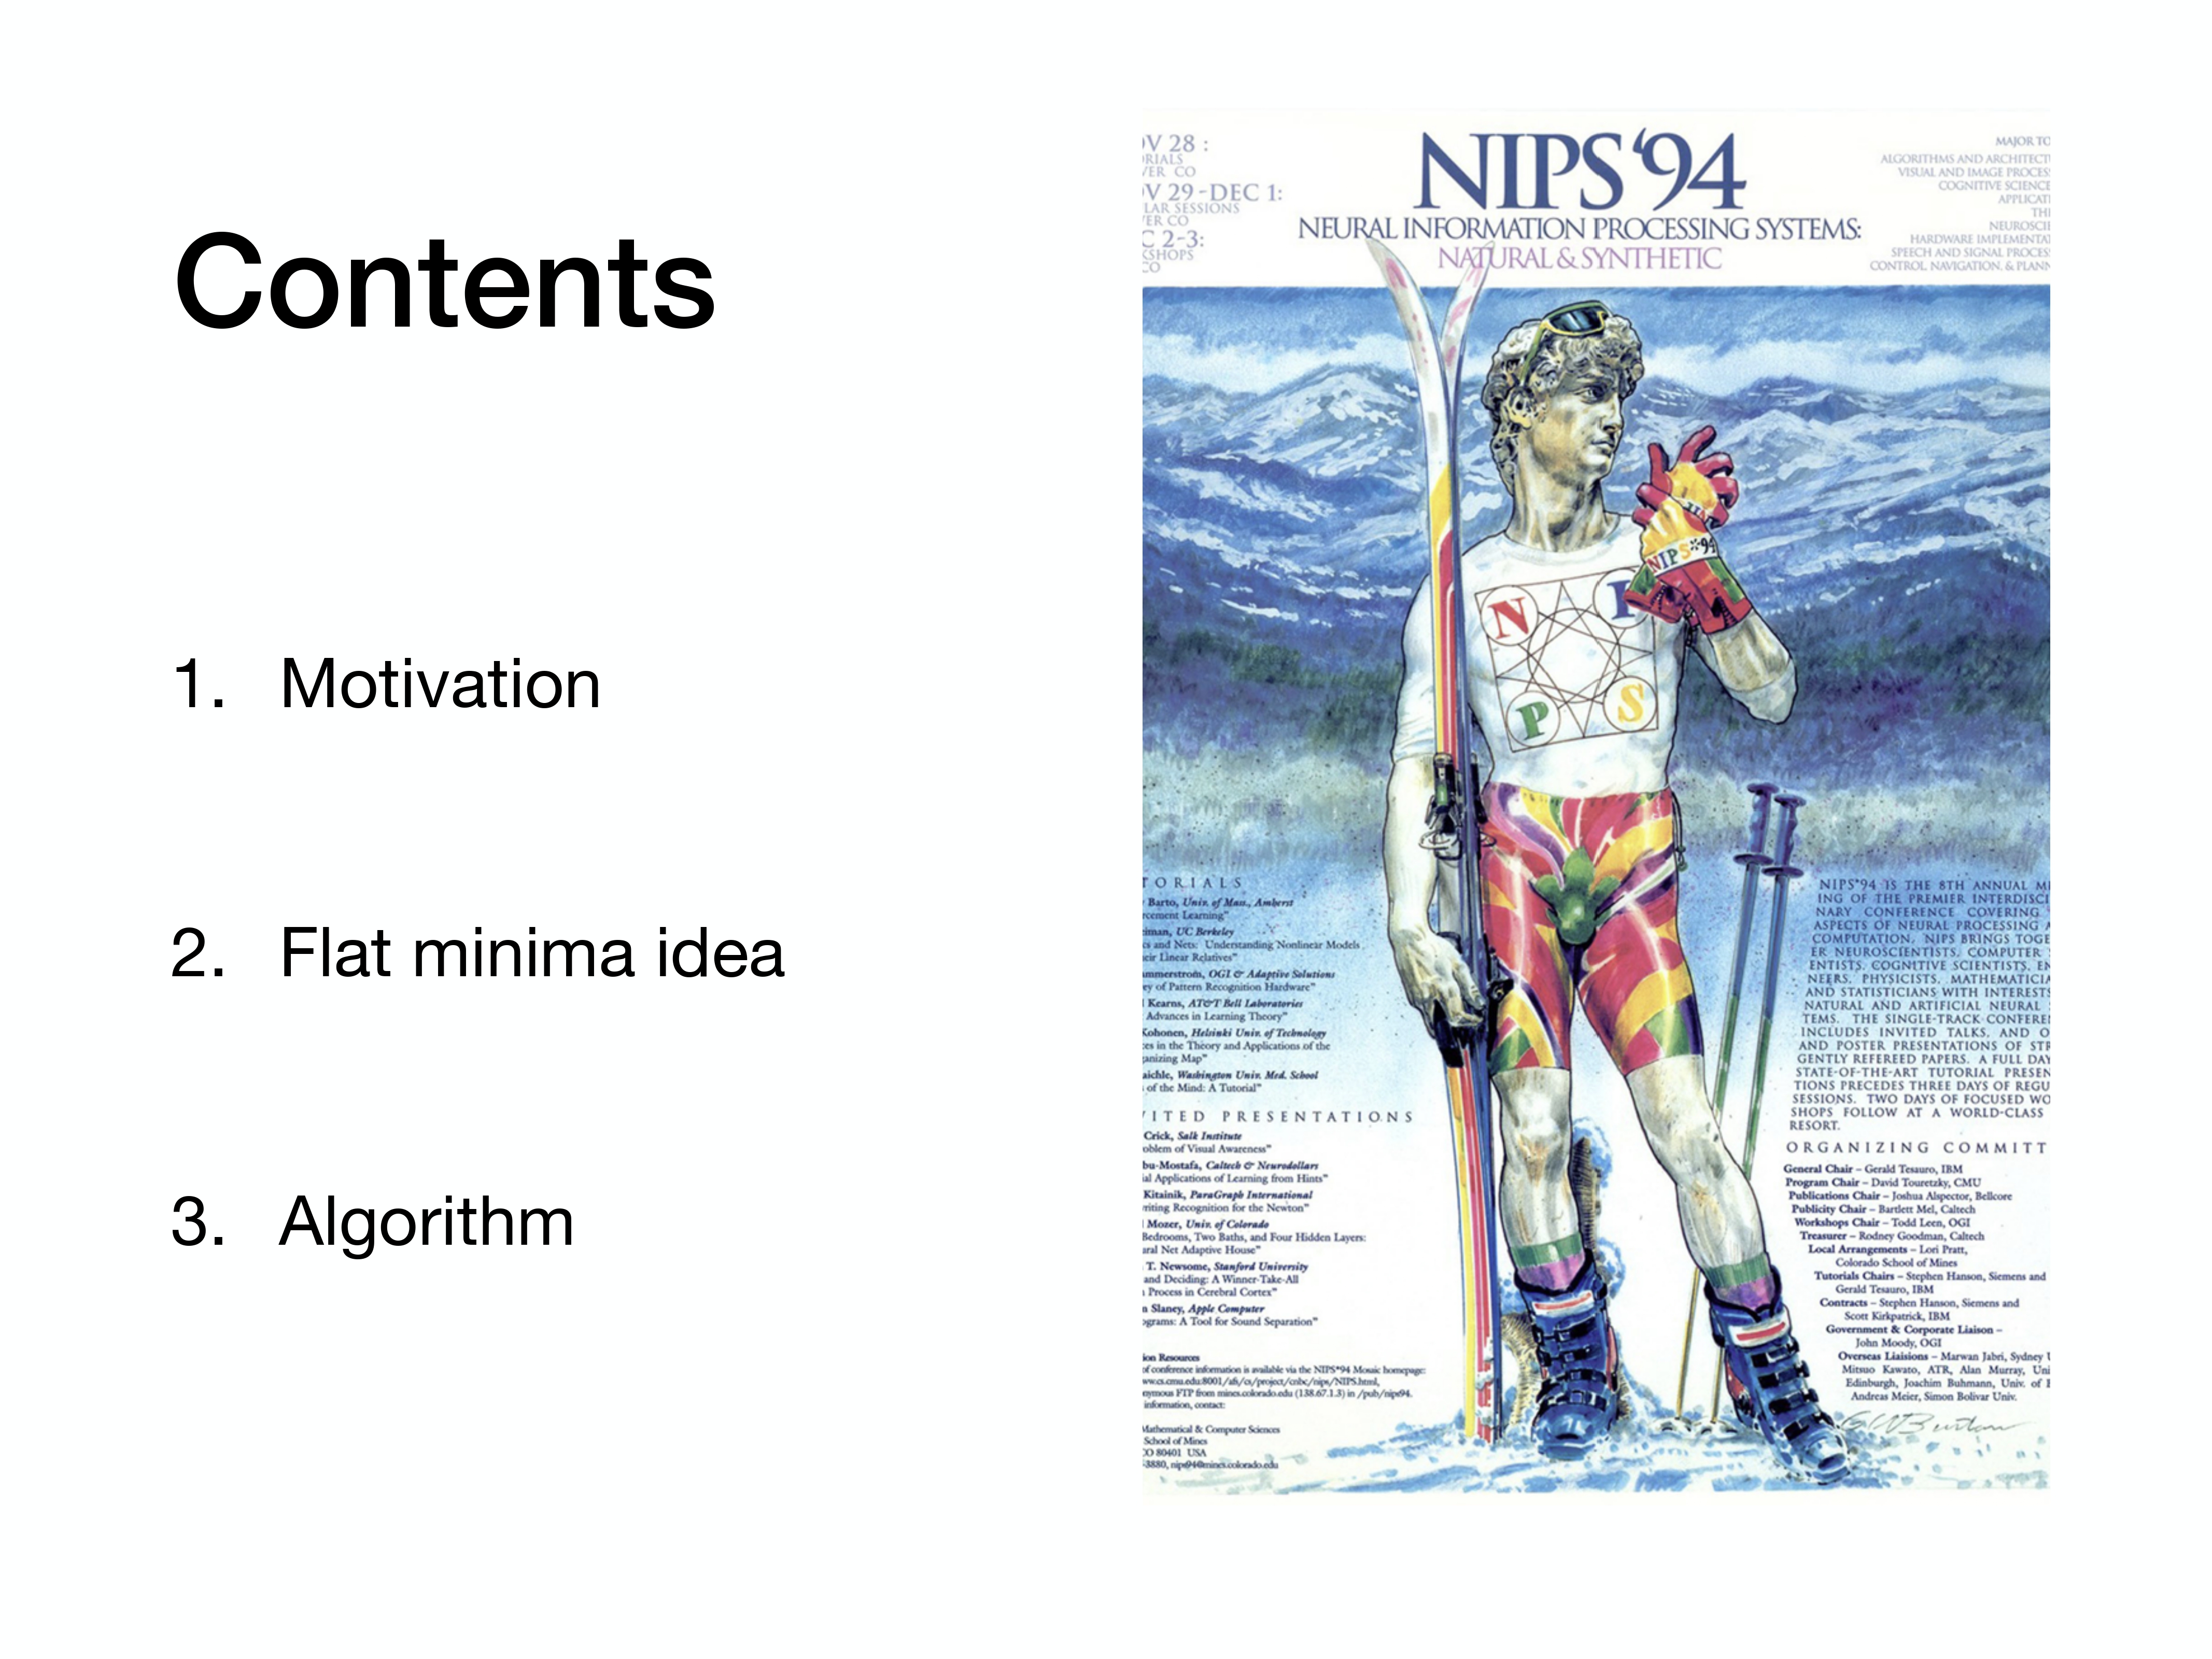 Contents
1. Motivation
2. Flat minima idea
3. Algorithm
V 28 :
RIALS
VER CO
V 29-DEC 1:
LAR SESSIONS
ER CO
C 2-3:
KSHOPS
CO
NIPS '94
NEURAL INFORMATION PROCESSING SYSTEMS:
NATURAL & SYNTHETIC
MAJOR TO
ALGORITHMS AND ARCHITECT
VISUAL AND IMAGE PROCES
COGNITIVE SCIENCE
APPLICATI
THE
NEUROSCIE
HARDWARE IMPLEMENTAT
SPEECH AND SIGNAL PROCES
CONTROL, NAVIGATION, & PLANN
NIPS*94
N I
P S
TORIALS
Barto, Univ. of Mass., Amherst
rcement Learning"
iman, UC Berkeley
s and Nets: Understanding Nonlinear Models
eir Linear Relatives"
mmerstrom, OGI & Adaptive Solutions
ey of Pattern Recognition Hardware"
Kearns, AT&T Bell Laboratories
Advances in Learning Theory"
Kohonen, Helsinki Univ. of Technology
es in the Theory and Applications of the
anizing Map"
aichle, Washington Univ. Med. School
of the Mind: A Tutorial"
VITED PRESENTATIONS
Crick, Salk Institute
oblem of Visual Awareness"
bu-Mostafa, Caltech & Neurodollars
ial Applications of Learning from Hints"
Kitainik, ParaGraph International
writing Recognition for the Newton"
Mozer, Univ. of Colorado
Bedrooms, Two Baths, and Four Hidden Layers:
ural Net Adaptive House"
T. Newsome, Stanford University
and Deciding: A Winner-Take-All
Process in Cerebral Cortex"
n Slaney, Apple Computer
ograms: A Tool for Sound Separation"
ion Resources
of conference information is available via the NIPS*94 Mosaic homepage:
ww.cs.cmu.edu:8001/afs/cs/project/cnbc/nips/NIPS.html,
nymous FTP from mines.colorado.edu (138.67.1.3) in /pub/nips94.
information, contact:
Mathematical & Computer Sciences
School of Mines
CO 80401 USA
-3880, nips94@mines.colorado.edu
NIPS*94 IS THE 8TH ANNUAL ME
ING OF THE PREMIER INTERDISCI
NARY CONFERENCE COVERING
ASPECTS OF NEURAL PROCESSING A
COMPUTATION. NIPS BRINGS TOGE
ER NEUROSCIENTISTS, COMPUTER
ENTISTS, COGNITIVE SCIENTISTS, EN
NEERS, PHYSICISTS, MATHEMATICIA
AND STATISTICIANS WITH INTERESTS
NATURAL AND ARTIFICIAL NEURAL
TEMS. THE SINGLE-TRACK CONFERE
INCLUDES INVITED TALKS, AND O
AND POSTER PRESENTATIONS OF STR
GENTLY REFEREED PAPERS. A FULL DAY
STATE-OF-THE-ART TUTORIAL PRESEN
TIONS PRECEDES THREE DAYS OF REGU
SESSIONS. TWO DAYS OF FOCUSED WO
SHOPS FOLLOW AT A WORLD-CLASS
RESORT.
ORGANIZING COMMITT
General Chair – Gerald Tesauro, IBM
Program Chair – David Touretzky, CMU
Publications Chair – Joshua Alspector, Bellcore
Publicity Chair – Bartlett Mel, Caltech
Workshops Chair – Todd Leen, OGI
Treasurer – Rodney Goodman, Caltech
Local Arrangements – Lori Pratt,
Colorado School of Mines
Tutorials Chairs – Stephen Hanson, Siemens and
Gerald Tesauro, IBM
Contracts – Stephen Hanson, Siemens and
Scott Kirkpatrick, IBM
Government & Corporate Liaison –
John Moody, OGI
Overseas Liaisions – Marwan Jabri, Sydney U
Mitsuo Kawato, ATR, Alan Murray, Uni
Edinburgh, Joachim Buhmann, Univ. of B
Andreas Meier, Simon Bolivar Univ.